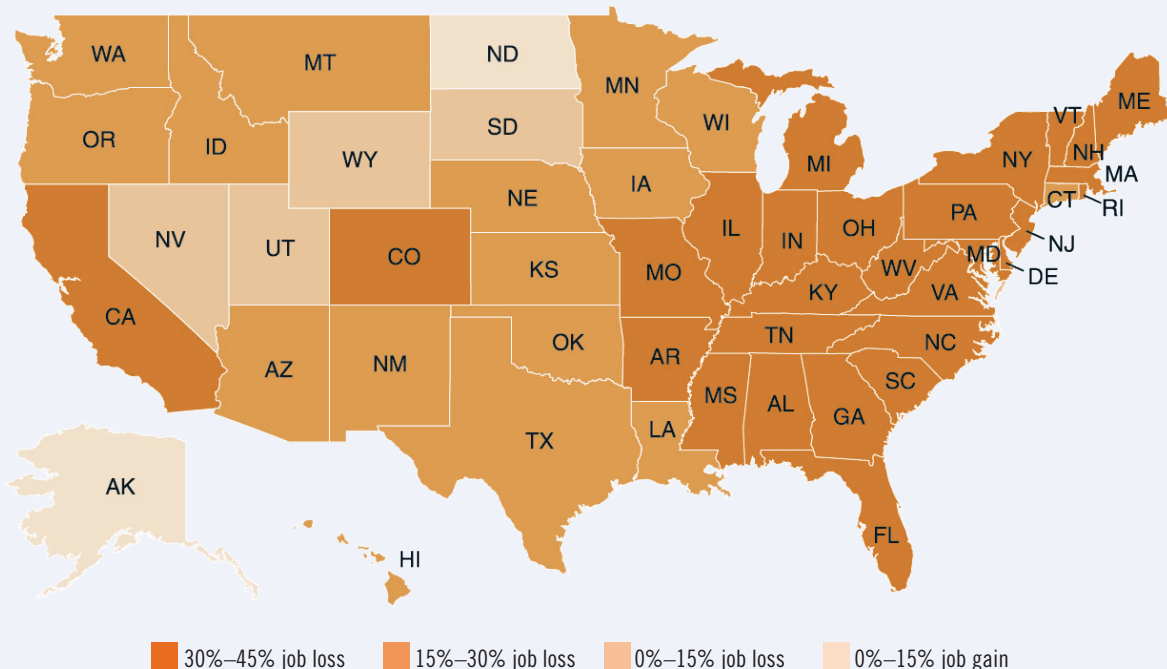 WA
MT
ND
MN
ME
VT
OR
ID
SD
WI
NH
WY
MI
NY
MA
IA
CT
RI
NE
PA
NV
UT
IL
IN
OH
NJ
CO
MD
KS
MO
WV
DE
KY
VA
CA
TN
NC
OK
AZ
NM
AR
SC
MS
AL
GA
TX
LA
AK
FL
HI
30%–45% job loss 15%–30% job loss 0%–15% job loss 0%–15% job gain